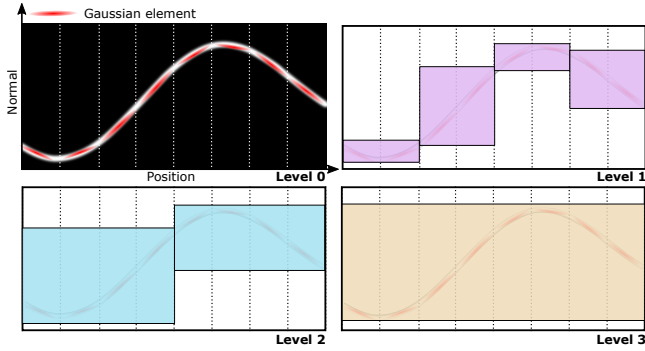 Gaussian element
Normal
Position
Level 0
Level 1
Level 2
Level 3